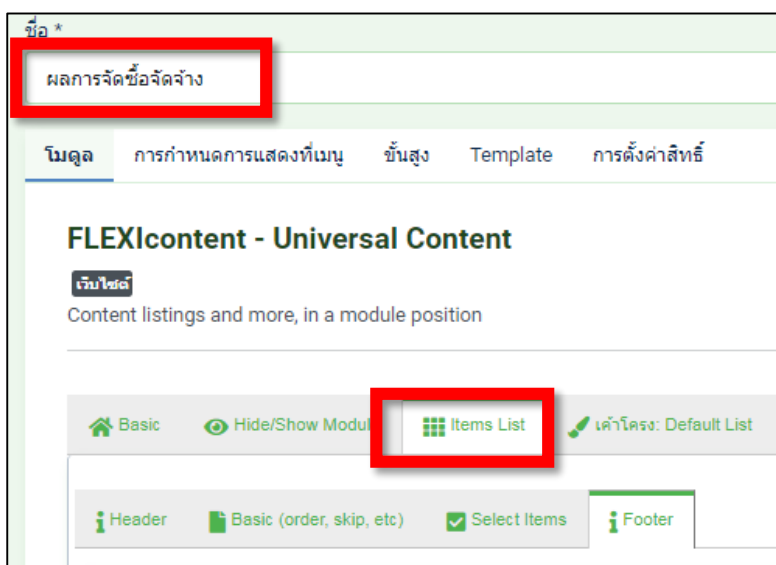 ชื่อ *
ผลการจัดซื้อจัดจ้าง
โมดูล การกำหนดการแสดงที่เมนู ขั้นสูง Template การตั้งค่าสิทธิ์
FLEXIcontent - Universal Content
เว็บไซต์
Content listings and more, in a module position
Basic Hide/Show Modul Items List เค้าโครง: Default List
Header Basic (order, skip, etc) Select Items Footer